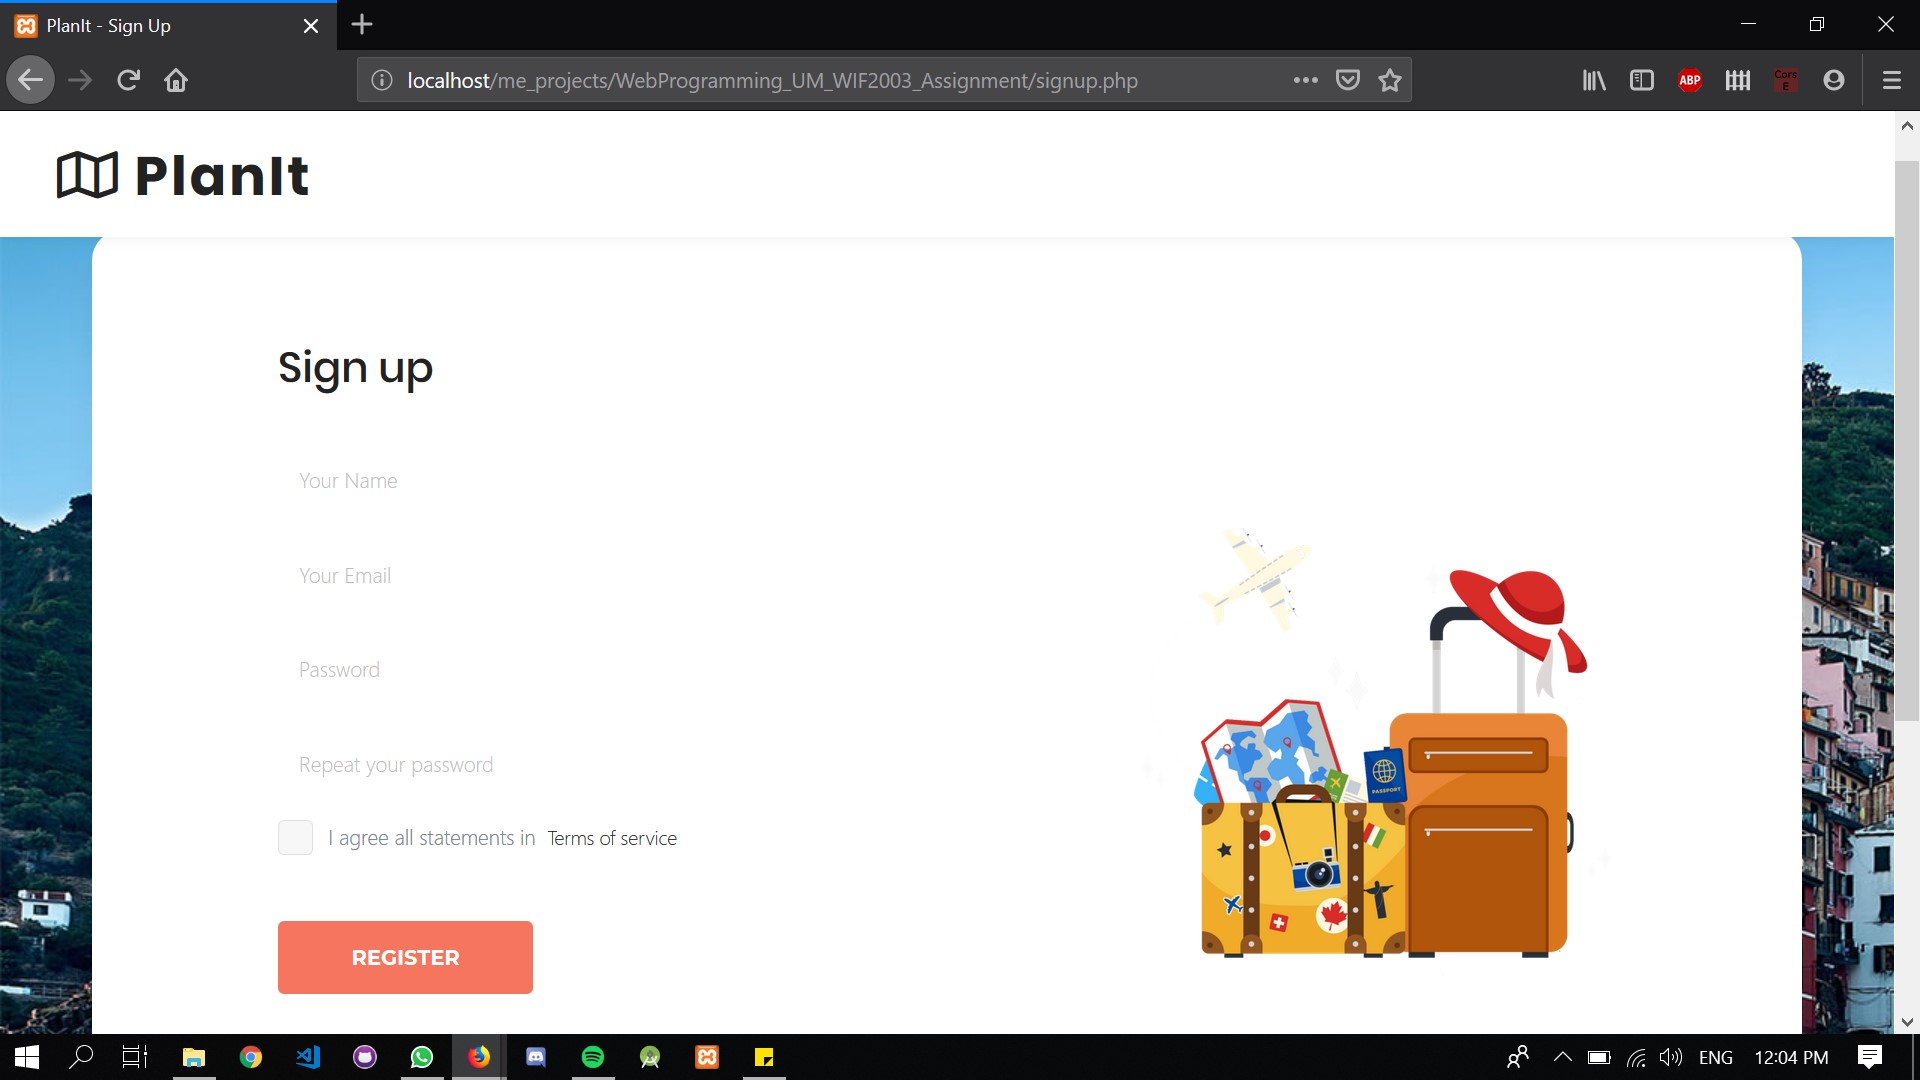 PlanIt - Sign Up
localhost/me_projects/WebProgramming_UM_WIF2003_Assignment/signup.php
ABP
Cors
E
PlanIt
Sign up
Your Name
Your Email
Password
Repeat your password
I agree all statements in Terms of service
REGISTER
PASSPORT
ENG
12:04 PM